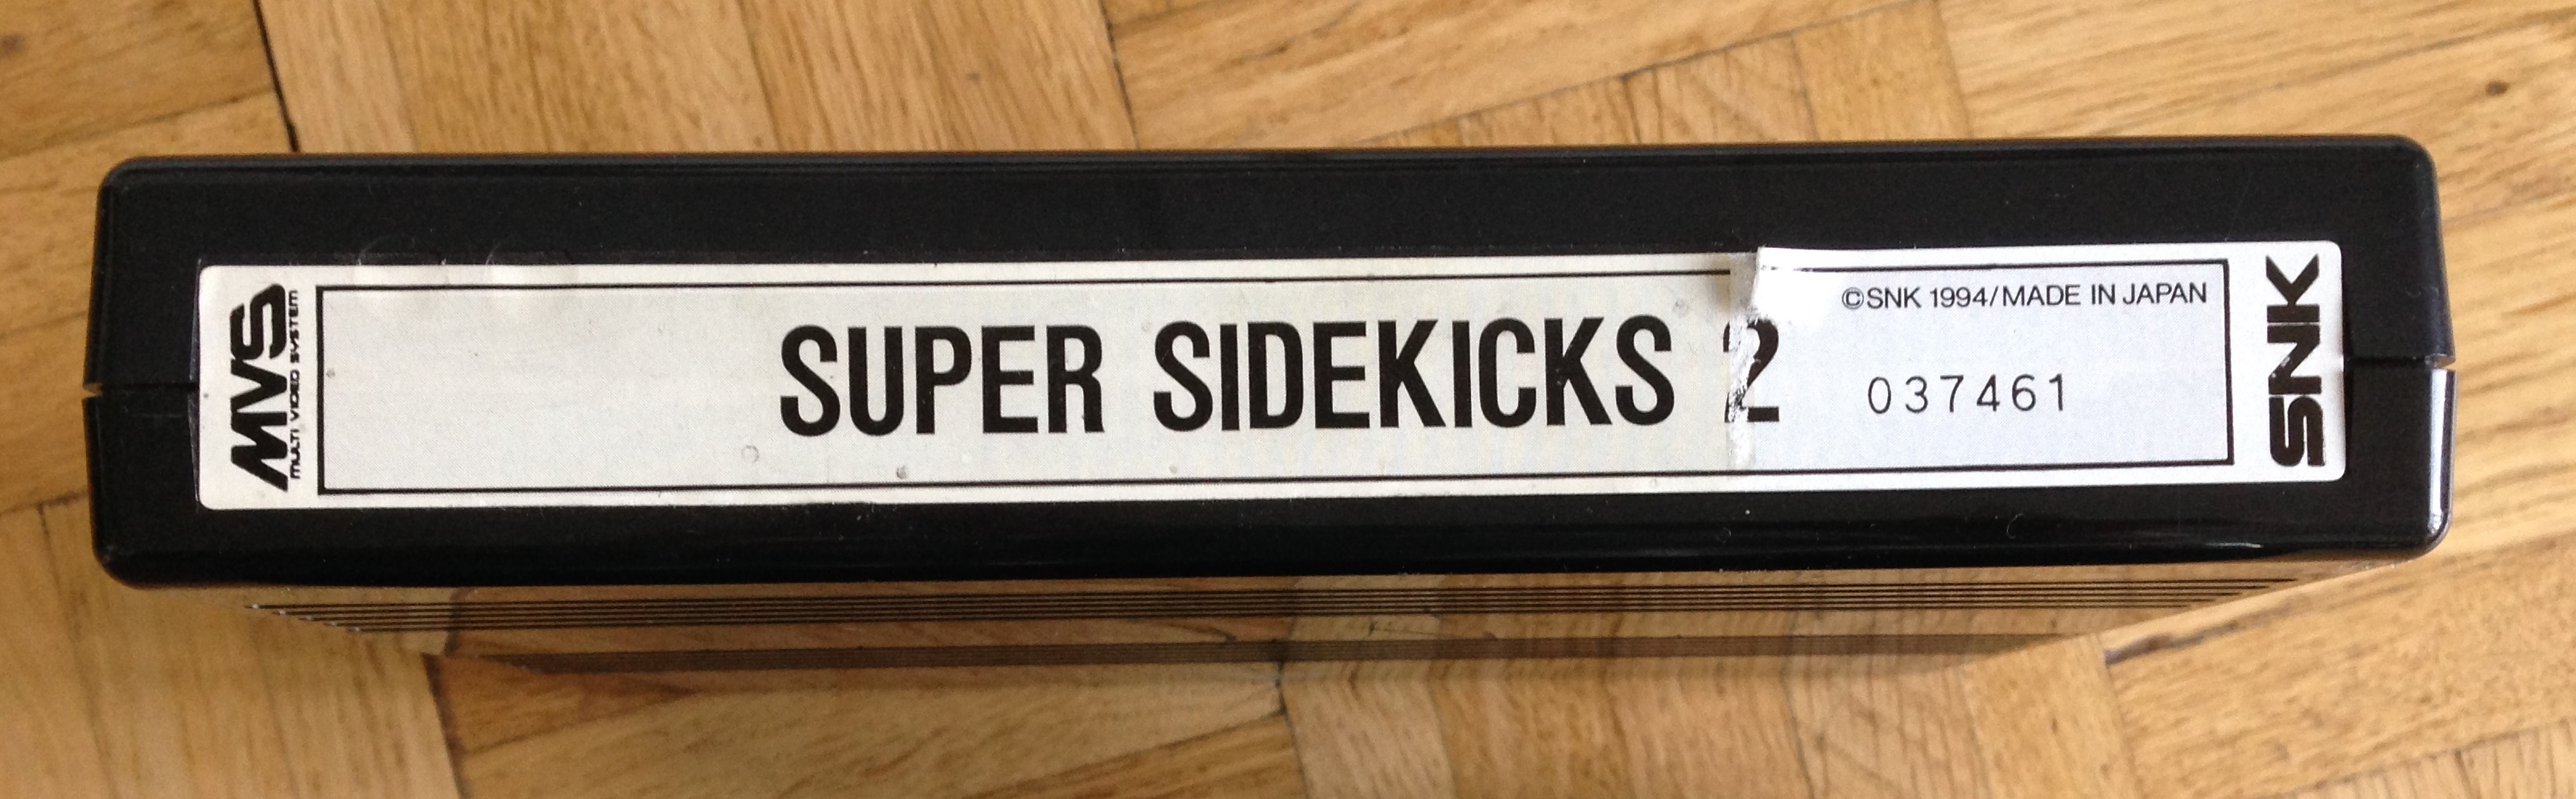 MVS
MULTI VIDEO SYSTEM
SUPER SIDEKICKS 2
©SNK 1994/MADE IN JAPAN
037461
SNK